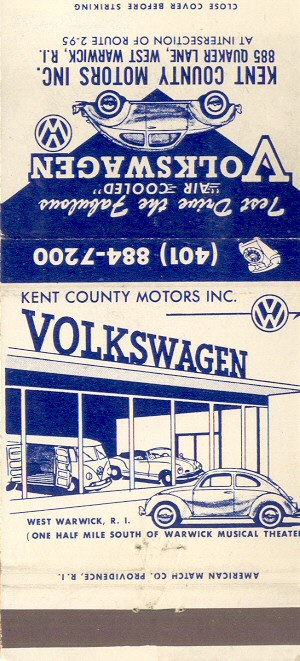 CLOSE COVER BEFORE STRIKING
AT INTERSECTION OF ROUTE 2-95
885 QUAKER LANE, WEST WARWICK, R.I.
KENT COUNTY MOTORS INC.
VOLKSWAGEN
"AIR-COOLED"
Test Drive the Fabulous
(401) 884-7200
KENT COUNTY MOTORS INC.
VOLKSWAGEN
WEST WARWICK, R. I.
(ONE HALF MILE SOUTH OF WARWICK MUSICAL THEATER
AMERICAN MATCH CO. PROVIDENCE, R. I.